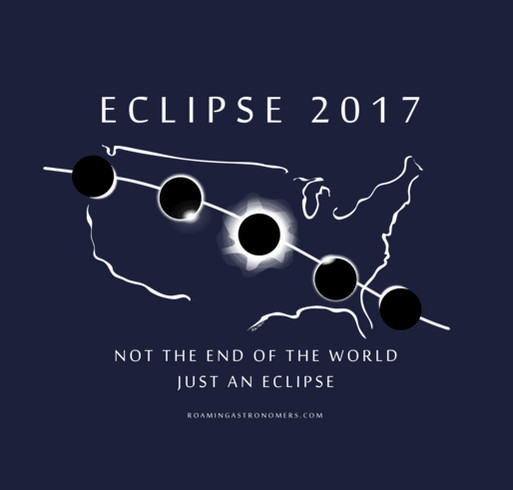 ECLIPSE 2017
NOT THE END OF THE WORLD
JUST AN ECLIPSE
ROAMINGASTRONOMERS.COM